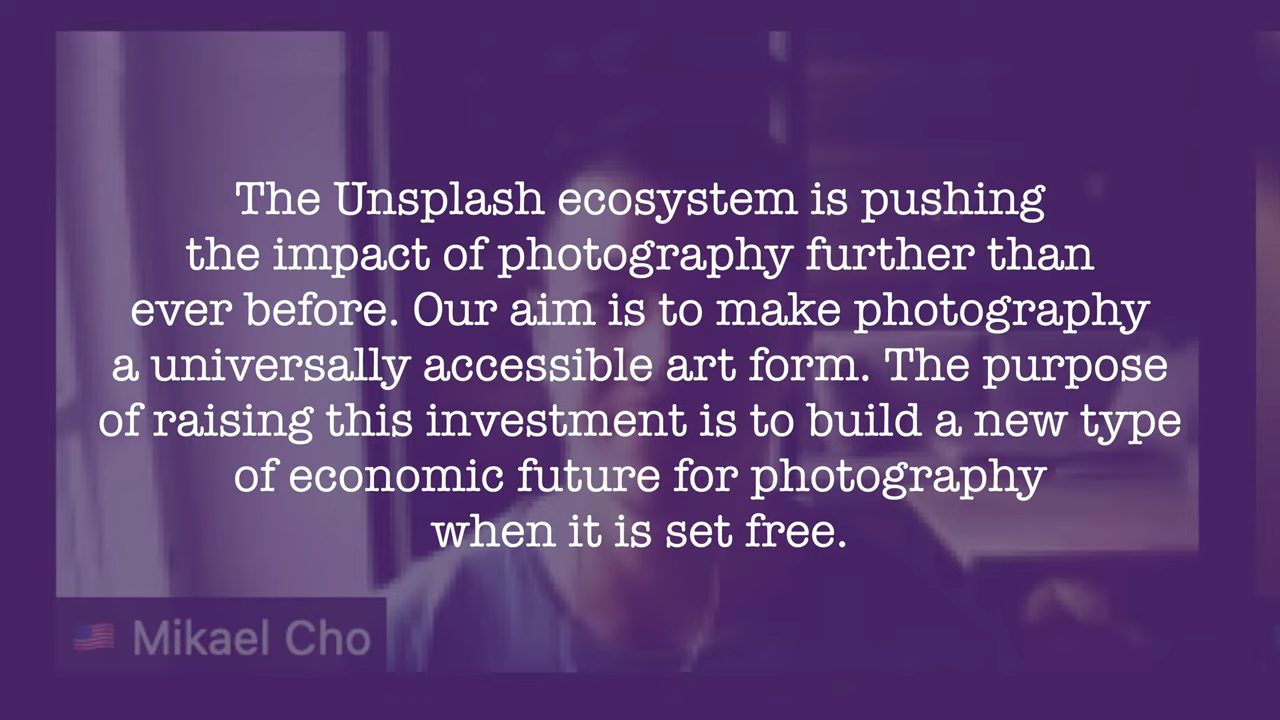 The Unsplash ecosystem is pushing
the impact of photography further than
ever before. Our aim is to make photography
a universally accessible art form. The purpose
of raising this investment is to build a new type
of economic future for photography
when it is set free.
Mikael Cho